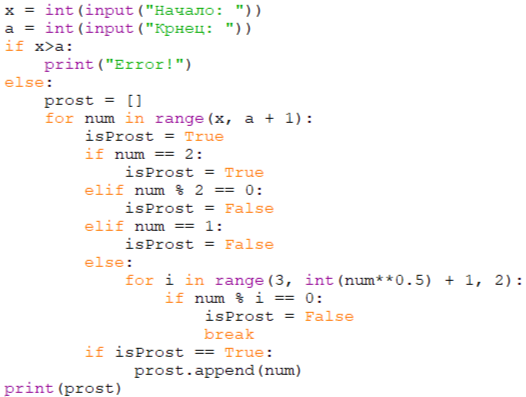 x = int(input("Начало: "))
a = int(input("Крнец: "))
if x>a:
    print("Error!")
else:
    prost = []
    for num in range(x, a + 1):
        isProst = True
        if num == 2:
            isProst = True
        elif num % 2 == 0:
            isProst = False
        elif num == 1:
            isProst = False
        else:
            for i in range(3, int(num**0.5) + 1, 2):
                if num % i == 0:
                    isProst = False
                    break
        if isProst == True:
             prost.append(num)
print(prost)